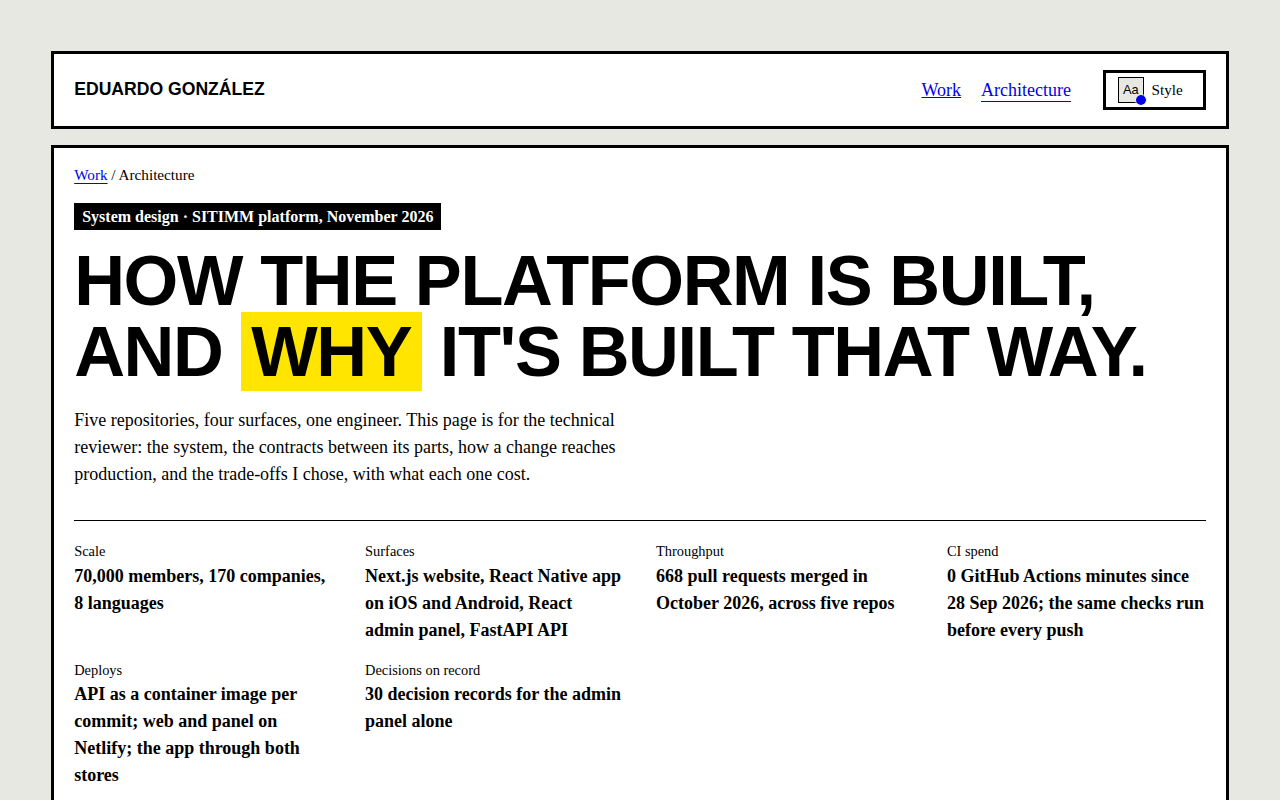 EDUARDO GONZÁLEZ
Work Architecture Aa Style
Work / Architecture
System design · SITIMM platform, November 2026
HOW THE PLATFORM IS BUILT,
AND WHY IT'S BUILT THAT WAY.
Five repositories, four surfaces, one engineer. This page is for the technical
reviewer: the system, the contracts between its parts, how a change reaches
production, and the trade-offs I chose, with what each one cost.
Scale
70,000 members, 170 companies,
8 languages
Surfaces
Next.js website, React Native app
on iOS and Android, React
admin panel, FastAPI API
Throughput
668 pull requests merged in
October 2026, across five repos
CI spend
0 GitHub Actions minutes since
28 Sep 2026; the same checks run
before every push
Deploys
API as a container image per
commit; web and panel on
Netlify; the app through both
stores
Decisions on record
30 decision records for the admin
panel alone